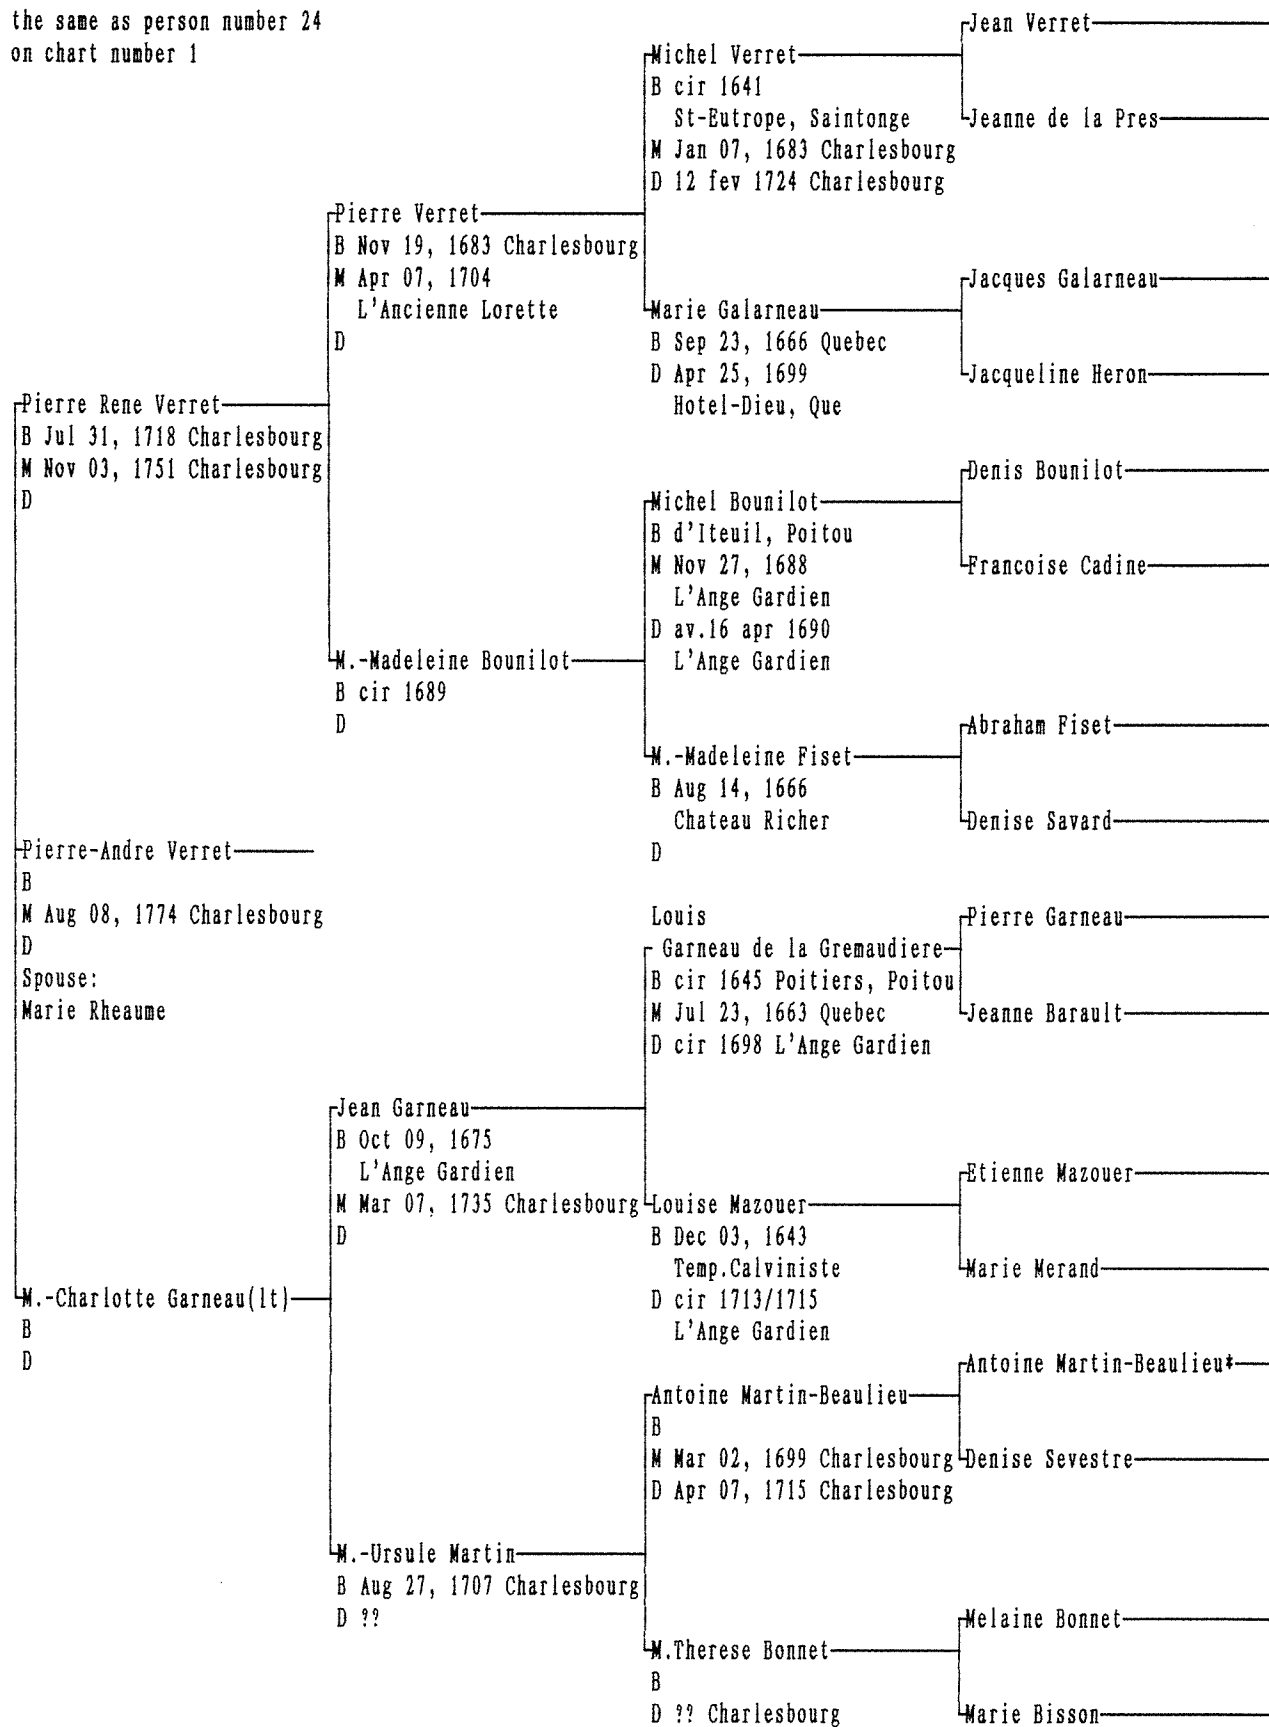 the same as person number 24
on chart number 1
Jean Verret
Michel Verret
B cir 1641
St-Eutrope, Saintonge
Jeanne de la Pres
M Jan 07, 1683 Charlesbourg
D 12 fev 1724 Charlesbourg
Pierre Verret
B Nov 19, 1683 Charlesbourg
M Apr 07, 1704
L'Ancienne Lorette
D
Jacques Galarneau
Marie Galarneau
B Sep 23, 1666 Quebec
D Apr 25, 1699
Hotel-Dieu, Que
Jacqueline Heron
Pierre Rene Verret
B Jul 31, 1718 Charlesbourg
M Nov 03, 1751 Charlesbourg
D
Denis Bounilot
Michel Bounilot
B d'Iteuil, Poitou
M Nov 27, 1688
L'Ange Gardien
D av.16 apr 1690
L'Ange Gardien
Francoise Cadine
M.-Madeleine Bounilot
B cir 1689
D
Abraham Fiset
M.-Madeleine Fiset
B Aug 14, 1666
Chateau Richer
D
Denise Savard
Pierre-Andre Verret
B
M Aug 08, 1774 Charlesbourg
D
Spouse:
Marie Rheaume
Louis
Garneau de la Gremaudiere
B cir 1645 Poitiers, Poitou
M Jul 23, 1663 Quebec
D cir 1698 L'Ange Gardien
Pierre Garneau
Jeanne Barault
Jean Garneau
B Oct 09, 1675
L'Ange Gardien
M Mar 07, 1735 Charlesbourg
D
Etienne Mazouer
Louise Mazouer
B Dec 03, 1643
Temp.Calviniste
D cir 1713/1715
L'Ange Gardien
Marie Merand
M.-Charlotte Garneau(lt)
B
D
Antoine Martin-Beaulieu*
Antoine Martin-Beaulieu
B
M Mar 02, 1699 Charlesbourg
D Apr 07, 1715 Charlesbourg
Denise Sevestre
M.-Ursule Martin
B Aug 27, 1707 Charlesbourg
D ??
Melaine Bonnet
M.Therese Bonnet
B
D ?? Charlesbourg
Marie Bisson